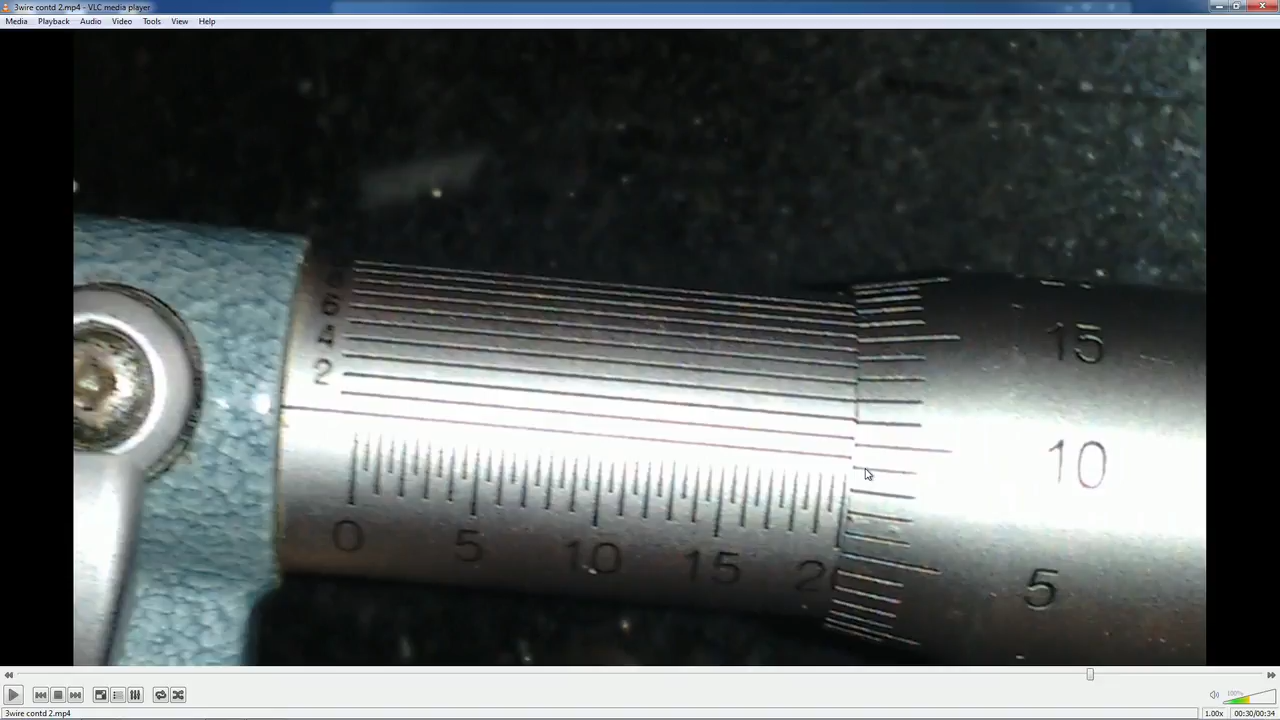 3wire contd 2.mp4 - VLC media player
Media Playback Audio Video Tools View Help
6
4
2
0 5 10 15 20
15
10
5
100%
3wire contd 2.mp4
1.00x 00:30/00:34